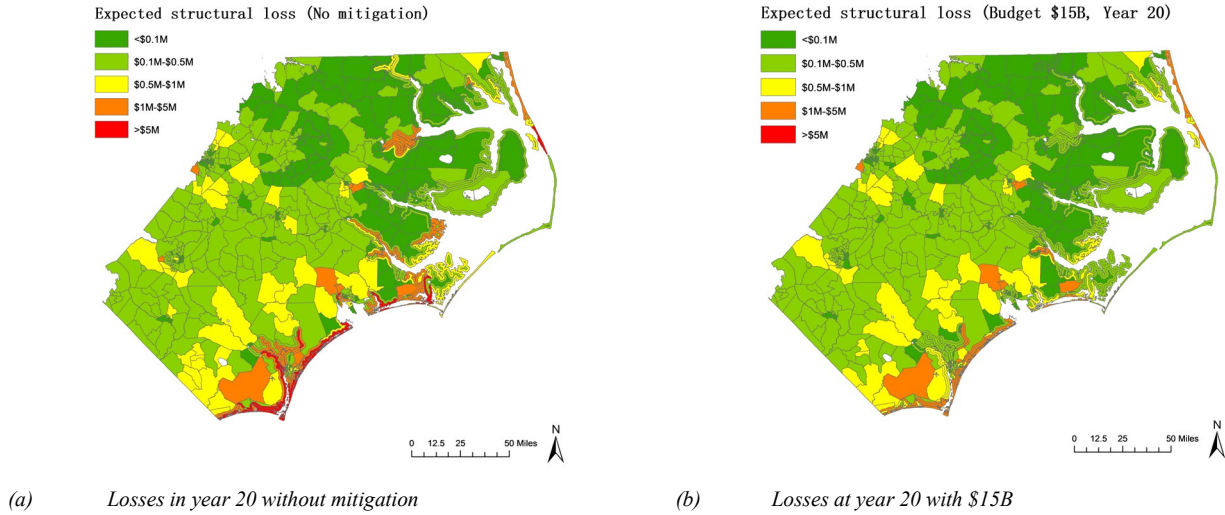 Expected structural loss (No mitigation)
<$0.1M
$0.1M-$0.5M
$0.5M-$1M
$1M-$5M
>$5M
N
0 12.5 25 50 Miles
(a) Losses in year 20 without mitigation
Expected structural loss (Budget $15B, Year 20)
<$0.1M
$0.1M-$0.5M
$0.5M-$1M
$1M-$5M
>$5M
N
0 12.5 25 50 Miles
(b) Losses at year 20 with $15B